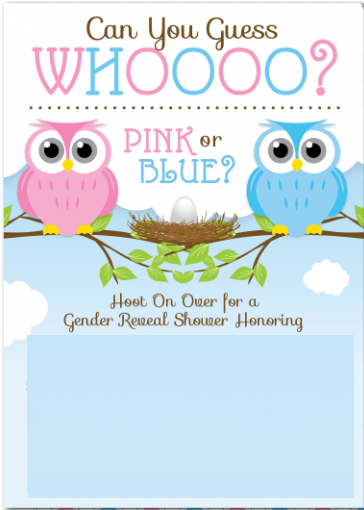 Can You Guess
WHOOOO?
PINK or
BLUE?
Hoot On Over for a
Gender Reveal Shower Honoring